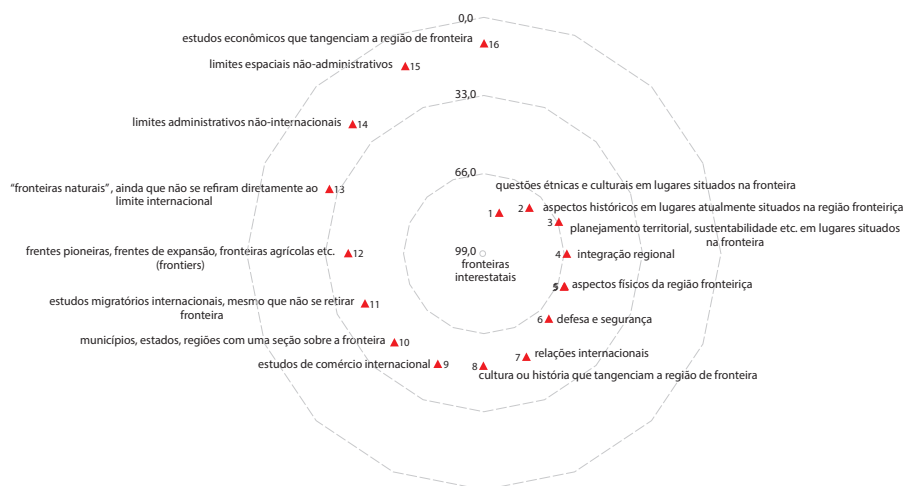 0,0
estudos econômicos que tangenciam a região de fronteira
16
limites espaciais não-administrativos
15
33,0
limites administrativos não-internacionais
14
66,0
questões étnicas e culturais em lugares situados na fronteira
"fronteiras naturais", ainda que não se refiram diretamente ao
limite internacional
13
1
2
aspectos históricos em lugares atualmente situados na região fronteiriça
3
planejamento territorial, sustentabilidade etc. em lugares situados
na fronteira
frentes pioneiras, frentes de expansão, fronteiras agrícolas etc.
(frontiers)
12
99,0
fronteiras
interestatais
4
integração regional
5
aspectos físicos da região fronteiriça
estudos migratórios internacionais, mesmo que não se retirar
fronteira
11
6
defesa e segurança
municípios, estados, regiões com uma seção sobre a fronteira
10
7
relações internacionais
estudos de comércio internacional
9
8
cultura ou história que tangenciam a região de fronteira